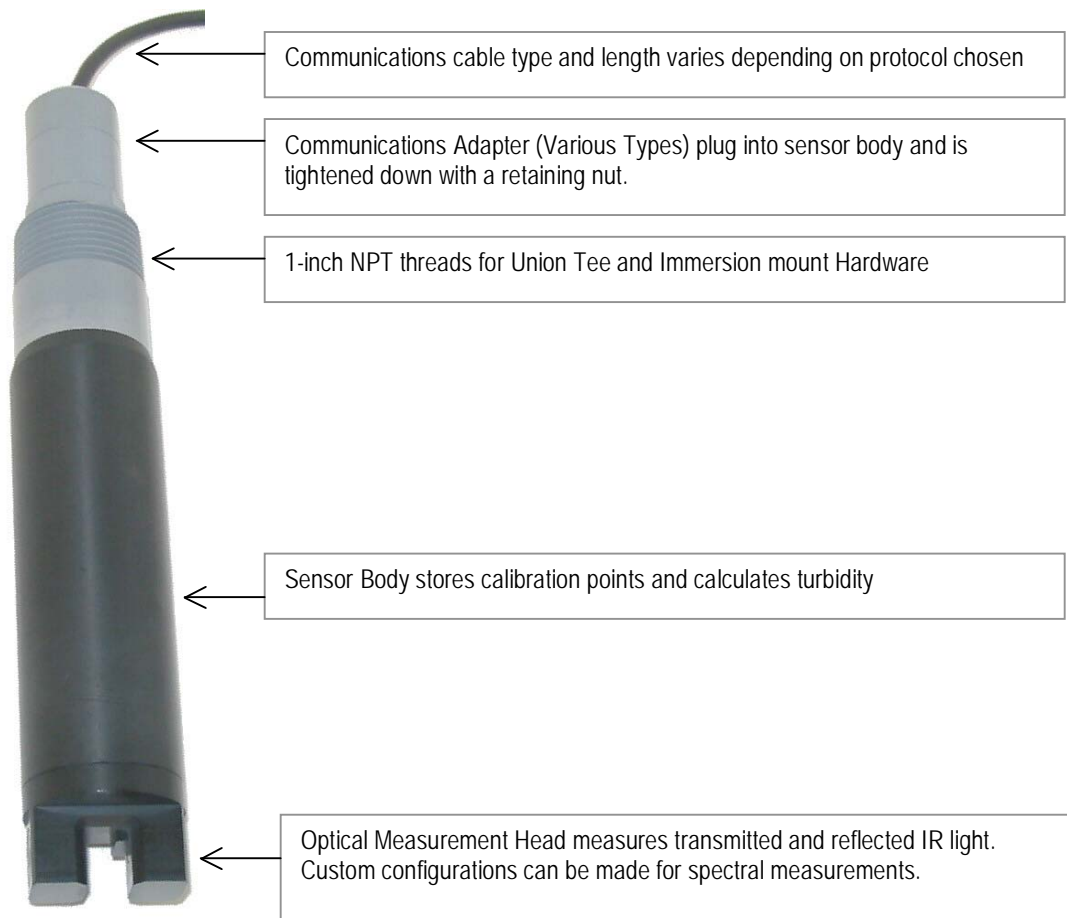 Communications cable type and length varies depending on protocol chosen
Communications Adapter (Various Types) plug into sensor body and is
tightened down with a retaining nut.
1-inch NPT threads for Union Tee and Immersion mount Hardware
Sensor Body stores calibration points and calculates turbidity
Optical Measurement Head measures transmitted and reflected IR light.
Custom configurations can be made for spectral measurements.